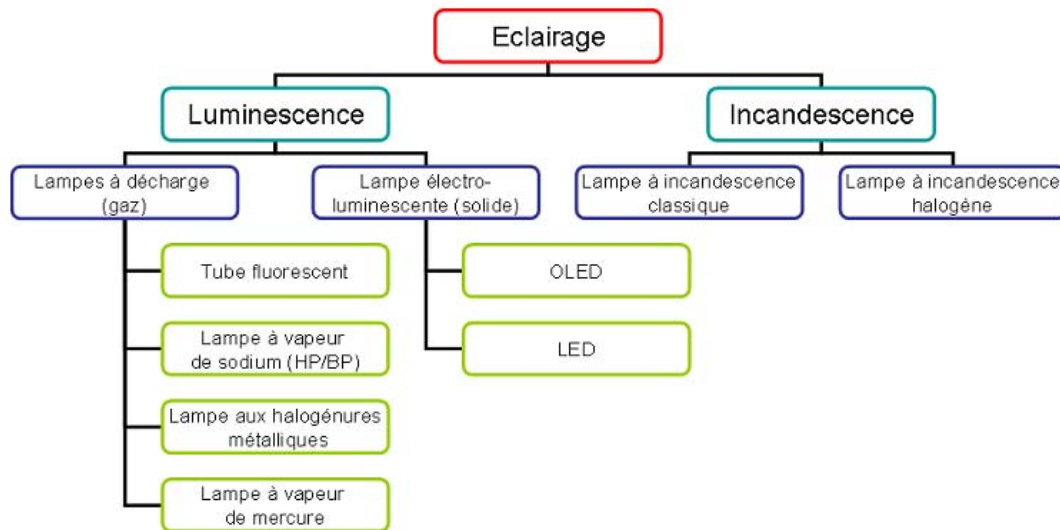 Eclairage
Luminescence
Incandescence
Lampes à décharge
(gaz)
Lampe électro-
luminescente (solide)
Lampe à incandescence
classique
Lampe à incandescence
halogéne
Tube fluorescent
OLED
Lampe à vapeur
de sodium (HP/BP)
LED
Lampe aux halogénures
métalliques
Lampe à vapeur
de mercure